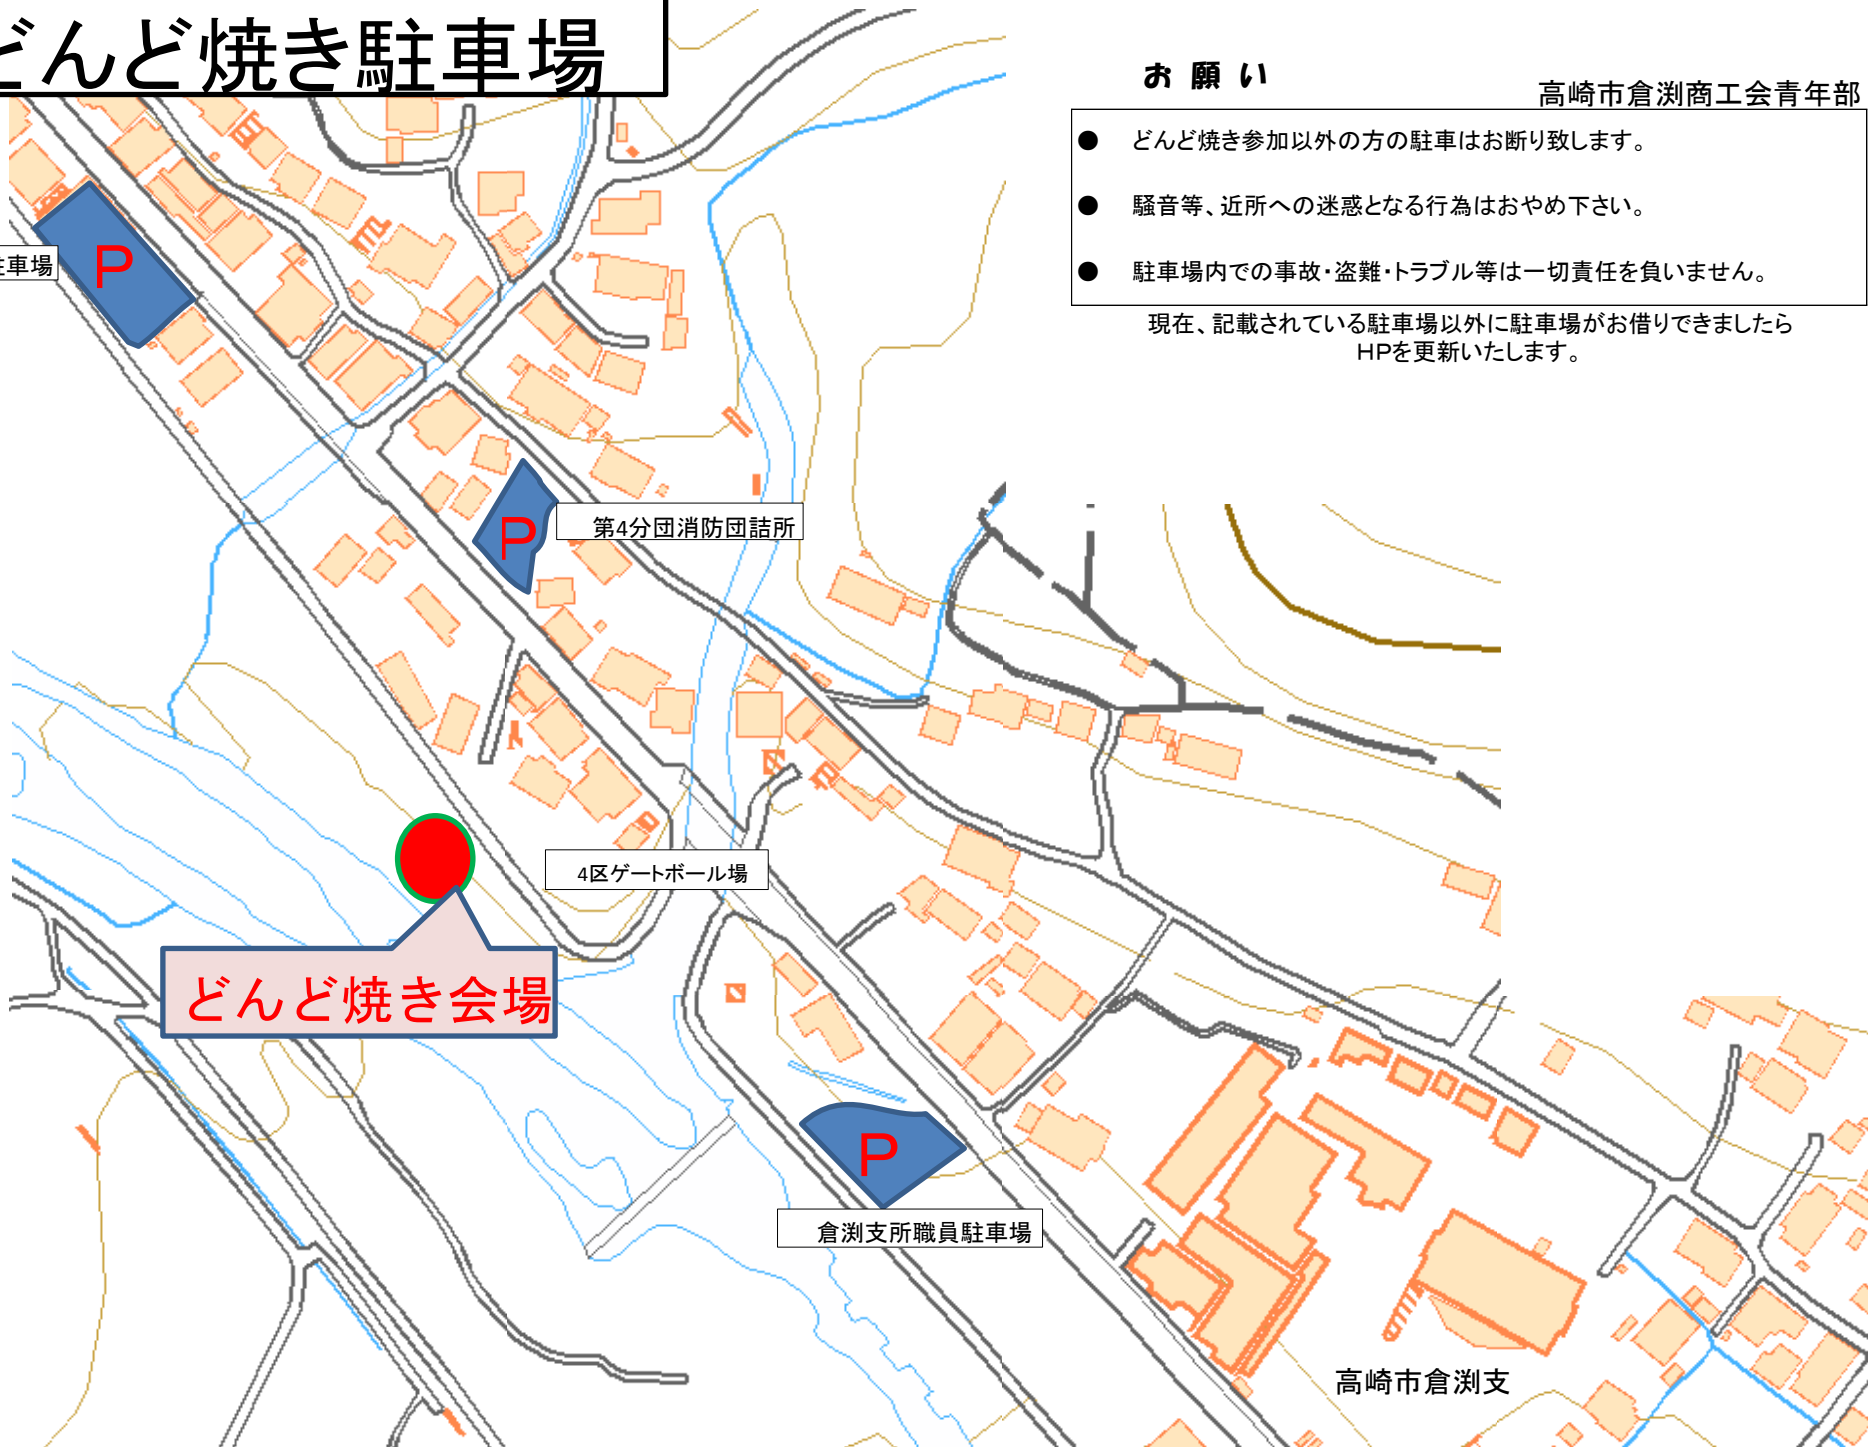 どんど焼き駐車場
お願い
高崎市倉渕商工会青年部
● どんど焼き参加以外の方の駐車はお断り致します。
● 騒音等、近所への迷惑となる行為はおやめ下さい。
● 駐車場内での事故・盗難・トラブル等は一切責任を負いません。
現在、記載されている駐車場以外に駐車場がお借りできましたら
HPを更新いたします。
P
駐車場
P
第4分団消防団詰所
4区ゲートボール場
どんど焼き会場
P
倉渕支所職員駐車場
高崎市倉渕支